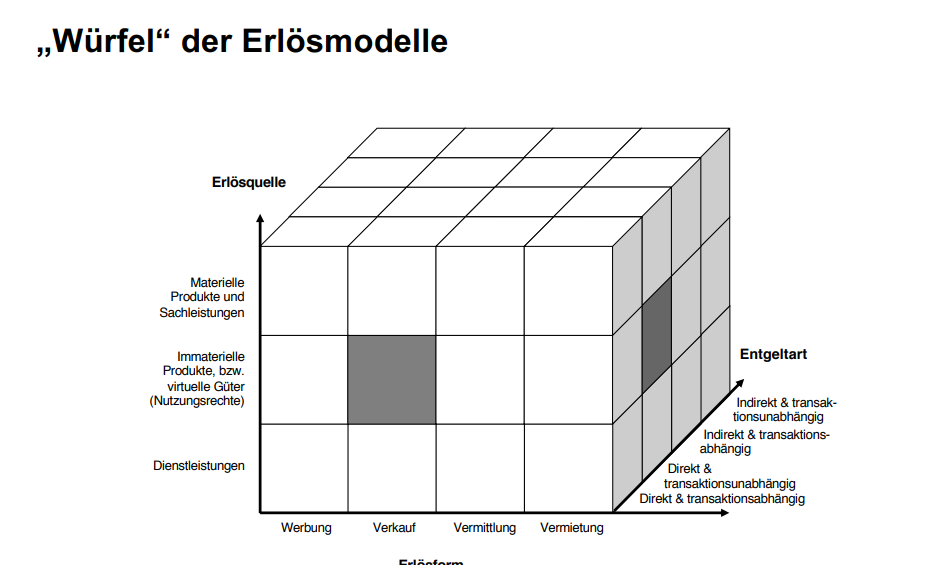 „Würfel“ der Erlösmodelle
Erlösquelle
Materielle
Produkte und
Sachleistungen
Immaterielle
Produkte, bzw.
virtuelle Güter
(Nutzungsrechte)
Dienstleistungen
Entgeltart
Indirekt & transak-
tionsunabhängig
Indirekt & transaktions-
abhängig
Direkt &
transaktionsunabhängig
Direkt & transaktionsabhängig
Werbung Verkauf Vermittlung Vermietung
Erlösform